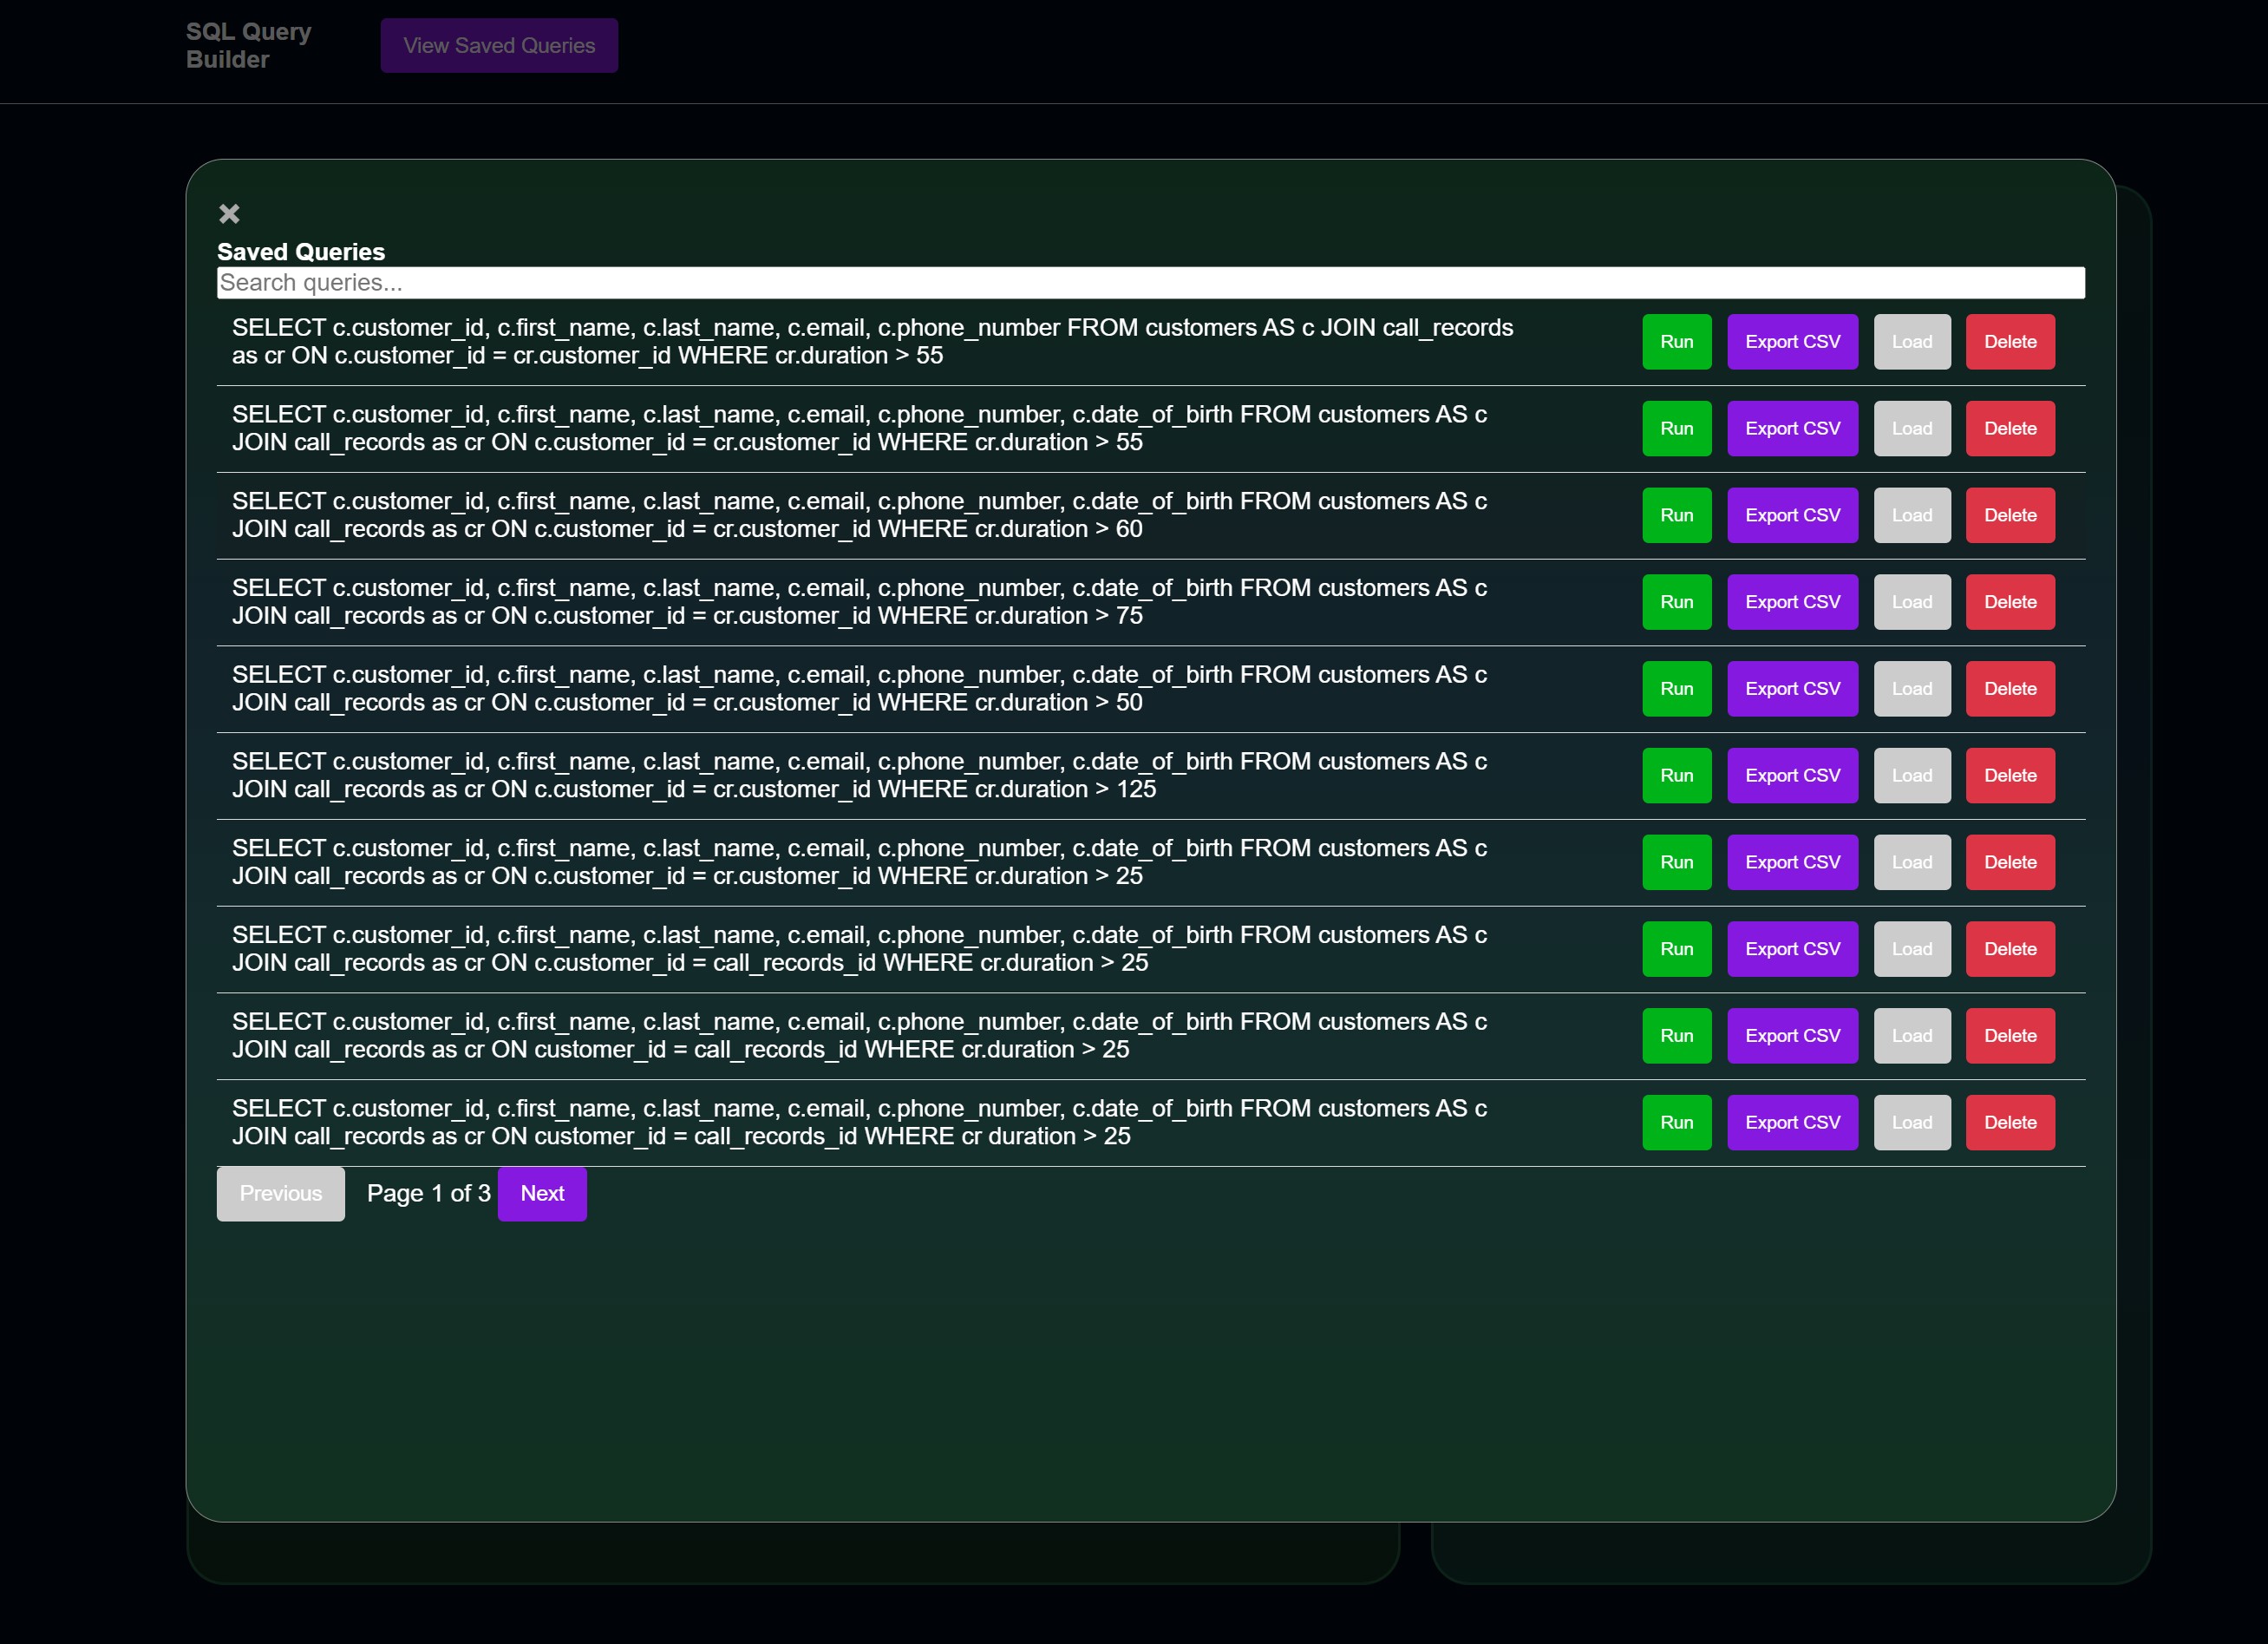 SQL Query
Builder
View Saved Queries
Saved Queries
Search queries...
SELECT c.customer_id, c.first_name, c.last_name, c.email, c.phone_number FROM customers AS c JOIN call_records
as cr ON c.customer_id = cr.customer_id WHERE cr.duration > 55
Run Export CSV Load Delete
SELECT c.customer_id, c.first_name, c.last_name, c.email, c.phone_number, c.date_of_birth FROM customers AS c
JOIN call_records as cr ON c.customer_id = cr.customer_id WHERE cr.duration > 55
Run Export CSV Load Delete
SELECT c.customer_id, c.first_name, c.last_name, c.email, c.phone_number, c.date_of_birth FROM customers AS c
JOIN call_records as cr ON c.customer_id = cr.customer_id WHERE cr.duration > 60
Run Export CSV Load Delete
SELECT c.customer_id, c.first_name, c.last_name, c.email, c.phone_number, c.date_of_birth FROM customers AS c
JOIN call_records as cr ON c.customer_id = cr.customer_id WHERE cr.duration > 75
Run Export CSV Load Delete
SELECT c.customer_id, c.first_name, c.last_name, c.email, c.phone_number, c.date_of_birth FROM customers AS c
JOIN call_records as cr ON c.customer_id = cr.customer_id WHERE cr.duration > 50
Run Export CSV Load Delete
SELECT c.customer_id, c.first_name, c.last_name, c.email, c.phone_number, c.date_of_birth FROM customers AS c
JOIN call_records as cr ON c.customer_id = cr.customer_id WHERE cr.duration > 125
Run Export CSV Load Delete
SELECT c.customer_id, c.first_name, c.last_name, c.email, c.phone_number, c.date_of_birth FROM customers AS c
JOIN call_records as cr ON c.customer_id = cr.customer_id WHERE cr.duration > 25
Run Export CSV Load Delete
SELECT c.customer_id, c.first_name, c.last_name, c.email, c.phone_number, c.date_of_birth FROM customers AS c
JOIN call_records as cr ON c.customer_id = call_records_id WHERE cr.duration > 25
Run Export CSV Load Delete
SELECT c.customer_id, c.first_name, c.last_name, c.email, c.phone_number, c.date_of_birth FROM customers AS c
JOIN call_records as cr ON customer_id = call_records_id WHERE cr.duration > 25
Run Export CSV Load Delete
SELECT c.customer_id, c.first_name, c.last_name, c.email, c.phone_number, c.date_of_birth FROM customers AS c
JOIN call_records as cr ON customer_id = call_records_id WHERE cr duration > 25
Run Export CSV Load Delete
Previous Page 1 of 3 Next